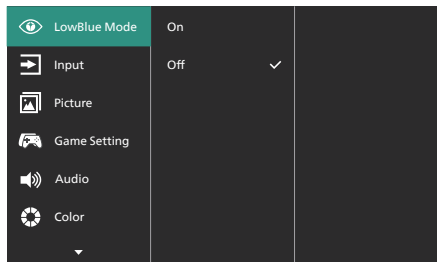 LowBlue Mode
On
Input
Off
Picture
Game Setting
Audio
Color